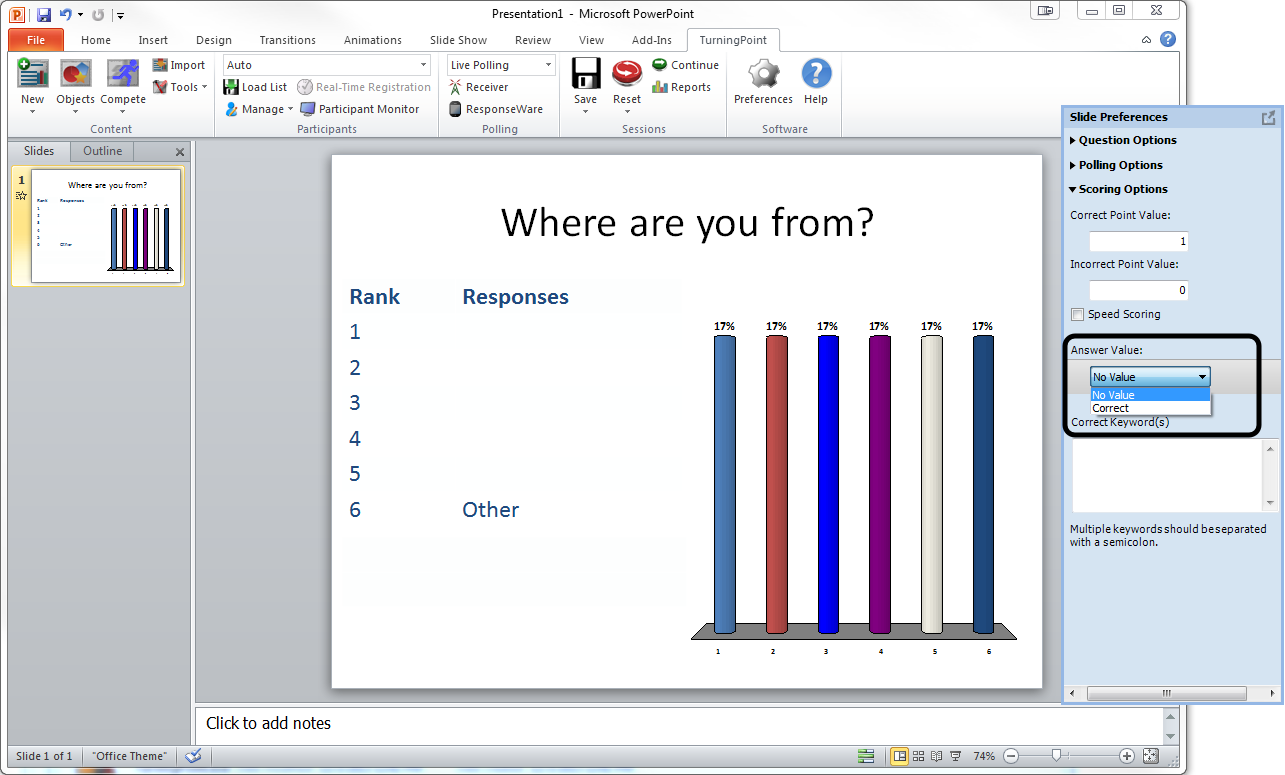 Presentation1 - Microsoft PowerPoint
File Home Insert Design Transitions Animations Slide Show Review View Add-Ins TurningPoint
New
Objects
Compete
Import
Tools
Content
Auto
Load List Real-Time Registration
Manage Participant Monitor
Participants
Live Polling
Receiver
ResponseWare
Polling
Save
Reset
Continue
Reports
Sessions
Preferences
Help
Software
Slides Outline
1
Where are you from?
Rank Responses
1
2
3
4
5
6 Other
Where are you from?
Rank Responses
1
2
3
4
5
6 Other
17% 17% 17% 17% 17% 17%
1 2 3 4 5 6
Slide Preferences
Question Options
Polling Options
Scoring Options
Correct Point Value:
1
Incorrect Point Value:
0
Speed Scoring
Answer Value:
No Value
No Value
Correct
Correct Keyword(s)
Multiple keywords should be separated
with a semicolon.
Click to add notes
Slide 1 of 1 "Office Theme" 74%